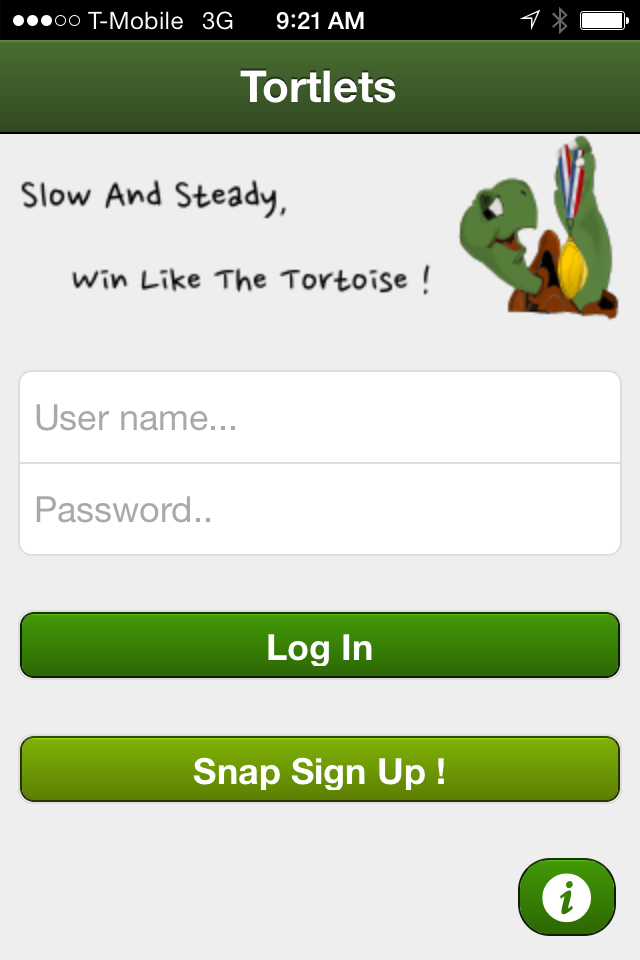 T-Mobile 3G 9:21 AM
Tortlets
Slow And Steady,
Win Like The Tortoise !
User name...
Password..
Log In
Snap Sign Up !
i